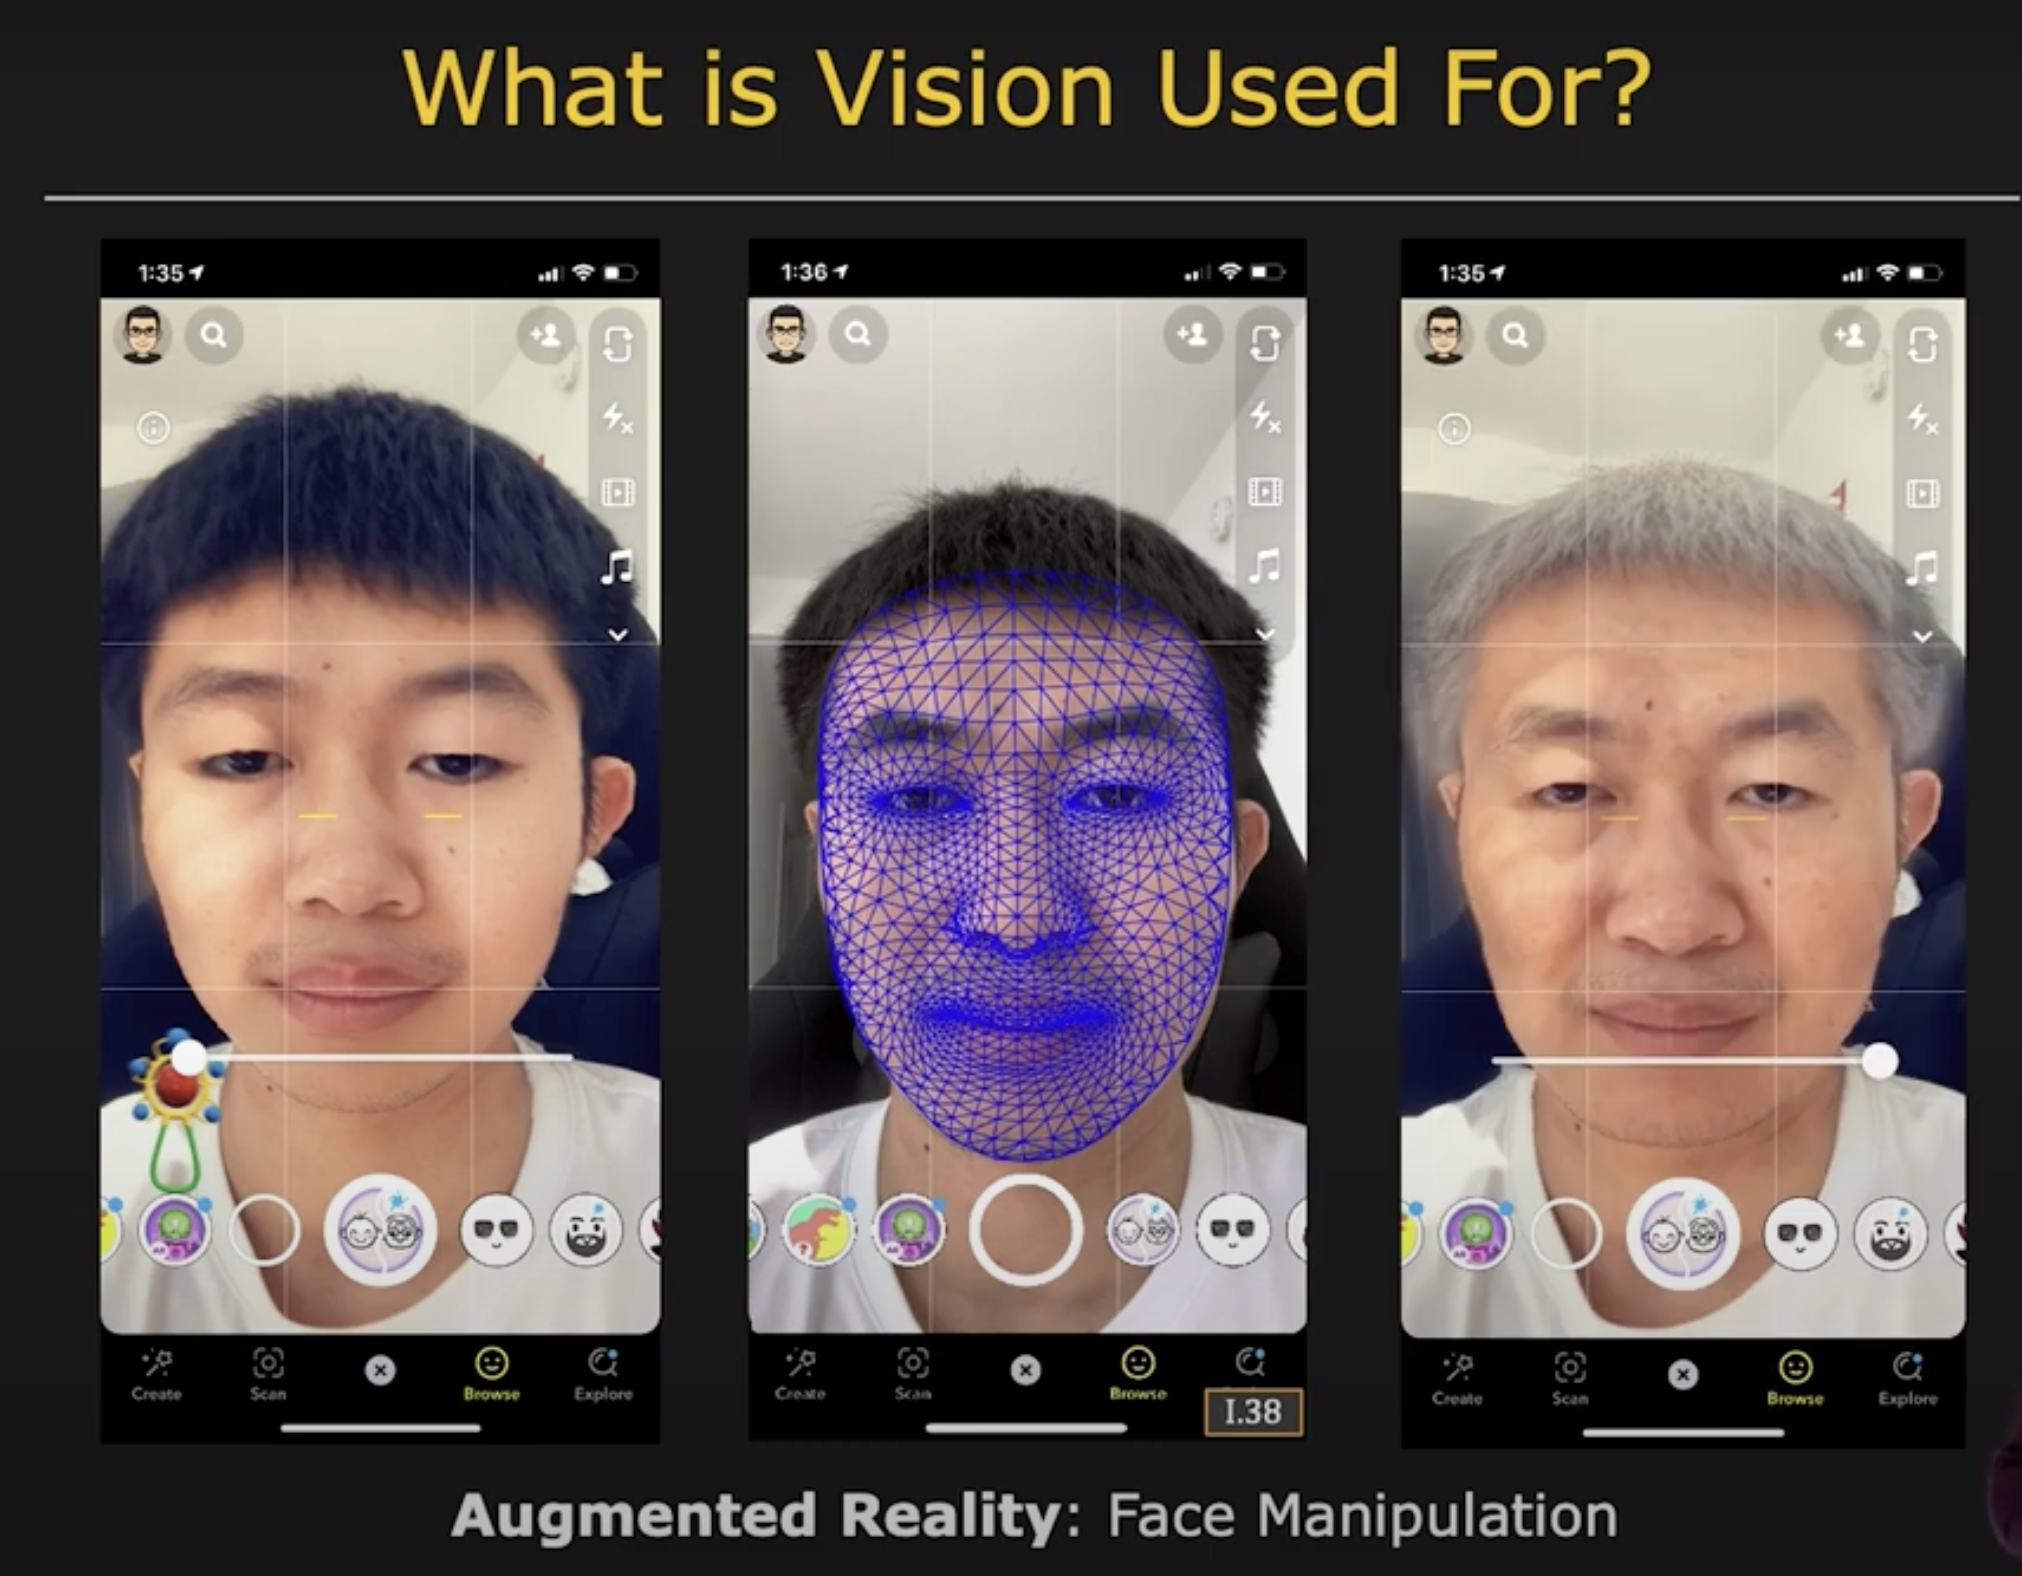 What is Vision Used For?
1:35
1:36
1:35
Create
Scan
Browse
Explore
Create
Scan
Browse
I.38
Create
Scan
Browse
Explore
Augmented Reality: Face Manipulation